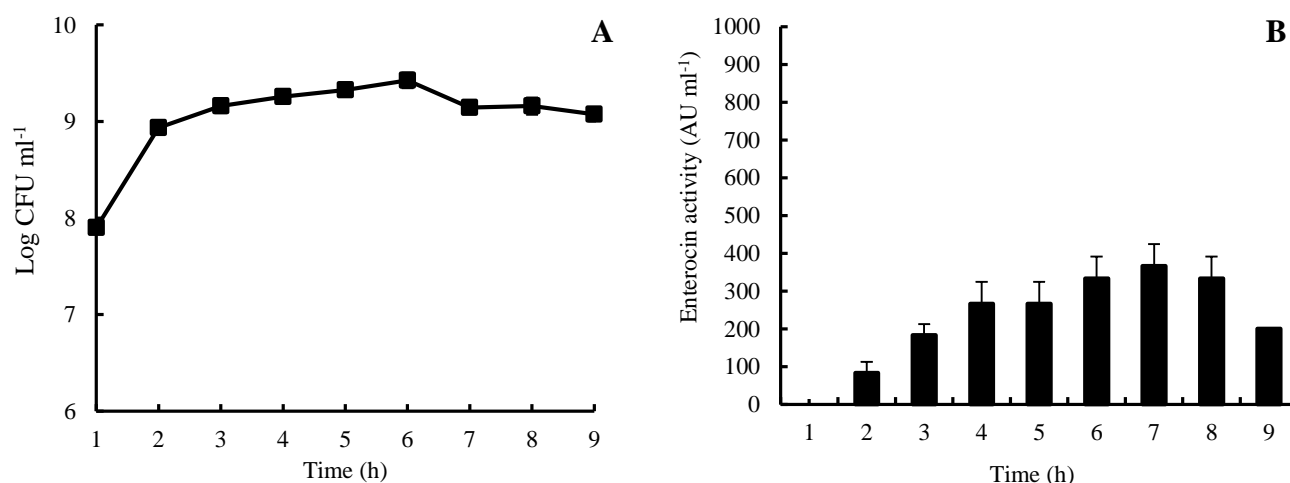 A
Log CFU ml-1
10
9
8
7
6
1 2 3 4 5 6 7 8 9
Time (h)
B
Enterocin activity (AU ml-1)
1000
900
800
700
600
500
400
300
200
100
0
1 2 3 4 5 6 7 8 9
Time (h)